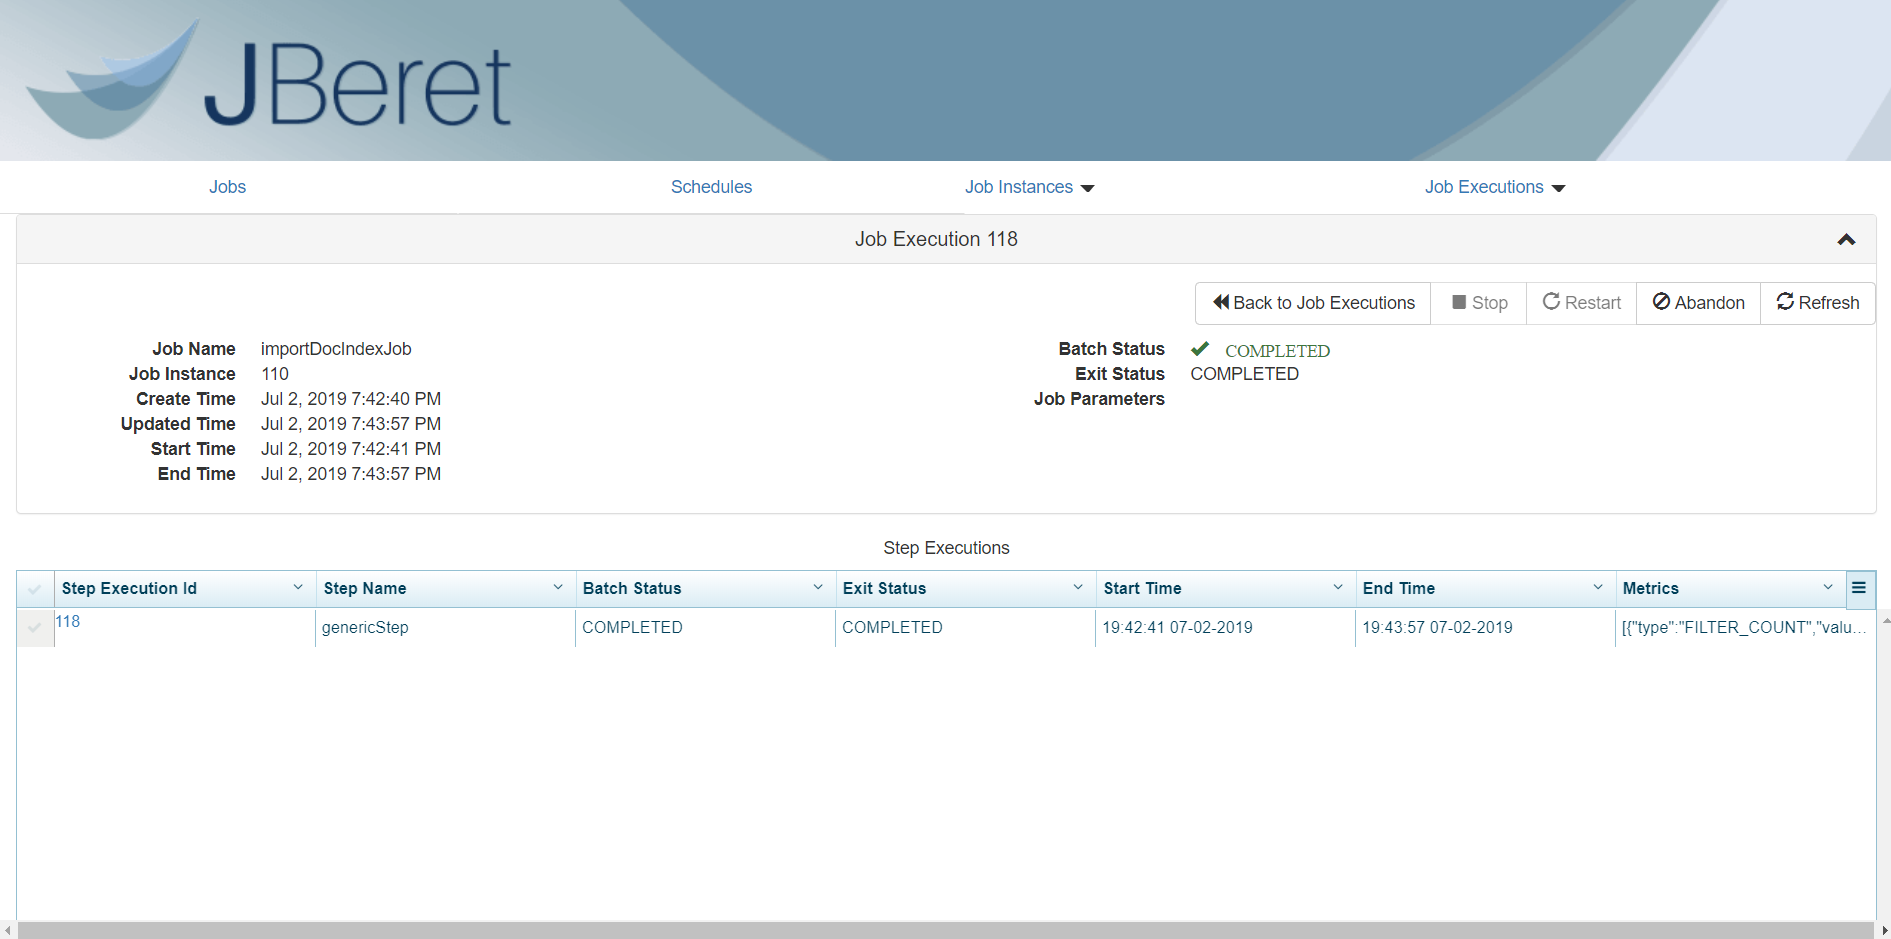 JBeret
Jobs Schedules Job Instances Job Executions
Job Execution 118
Back to Job Executions Stop Restart Abandon Refresh
Job Name importDocIndexJob Batch Status COMPLETED
Job Instance 110 Exit Status COMPLETED
Create Time Jul 2, 2019 7:42:40 PM Job Parameters
Updated Time Jul 2, 2019 7:43:57 PM
Start Time Jul 2, 2019 7:42:41 PM
End Time Jul 2, 2019 7:43:57 PM
Step Executions
Step Execution Id Step Name Batch Status Exit Status Start Time End Time Metrics
118 genericStep COMPLETED COMPLETED 19:42:41 07-02-2019 19:43:57 07-02-2019 [{"type":"FILTER_COUNT","valu...